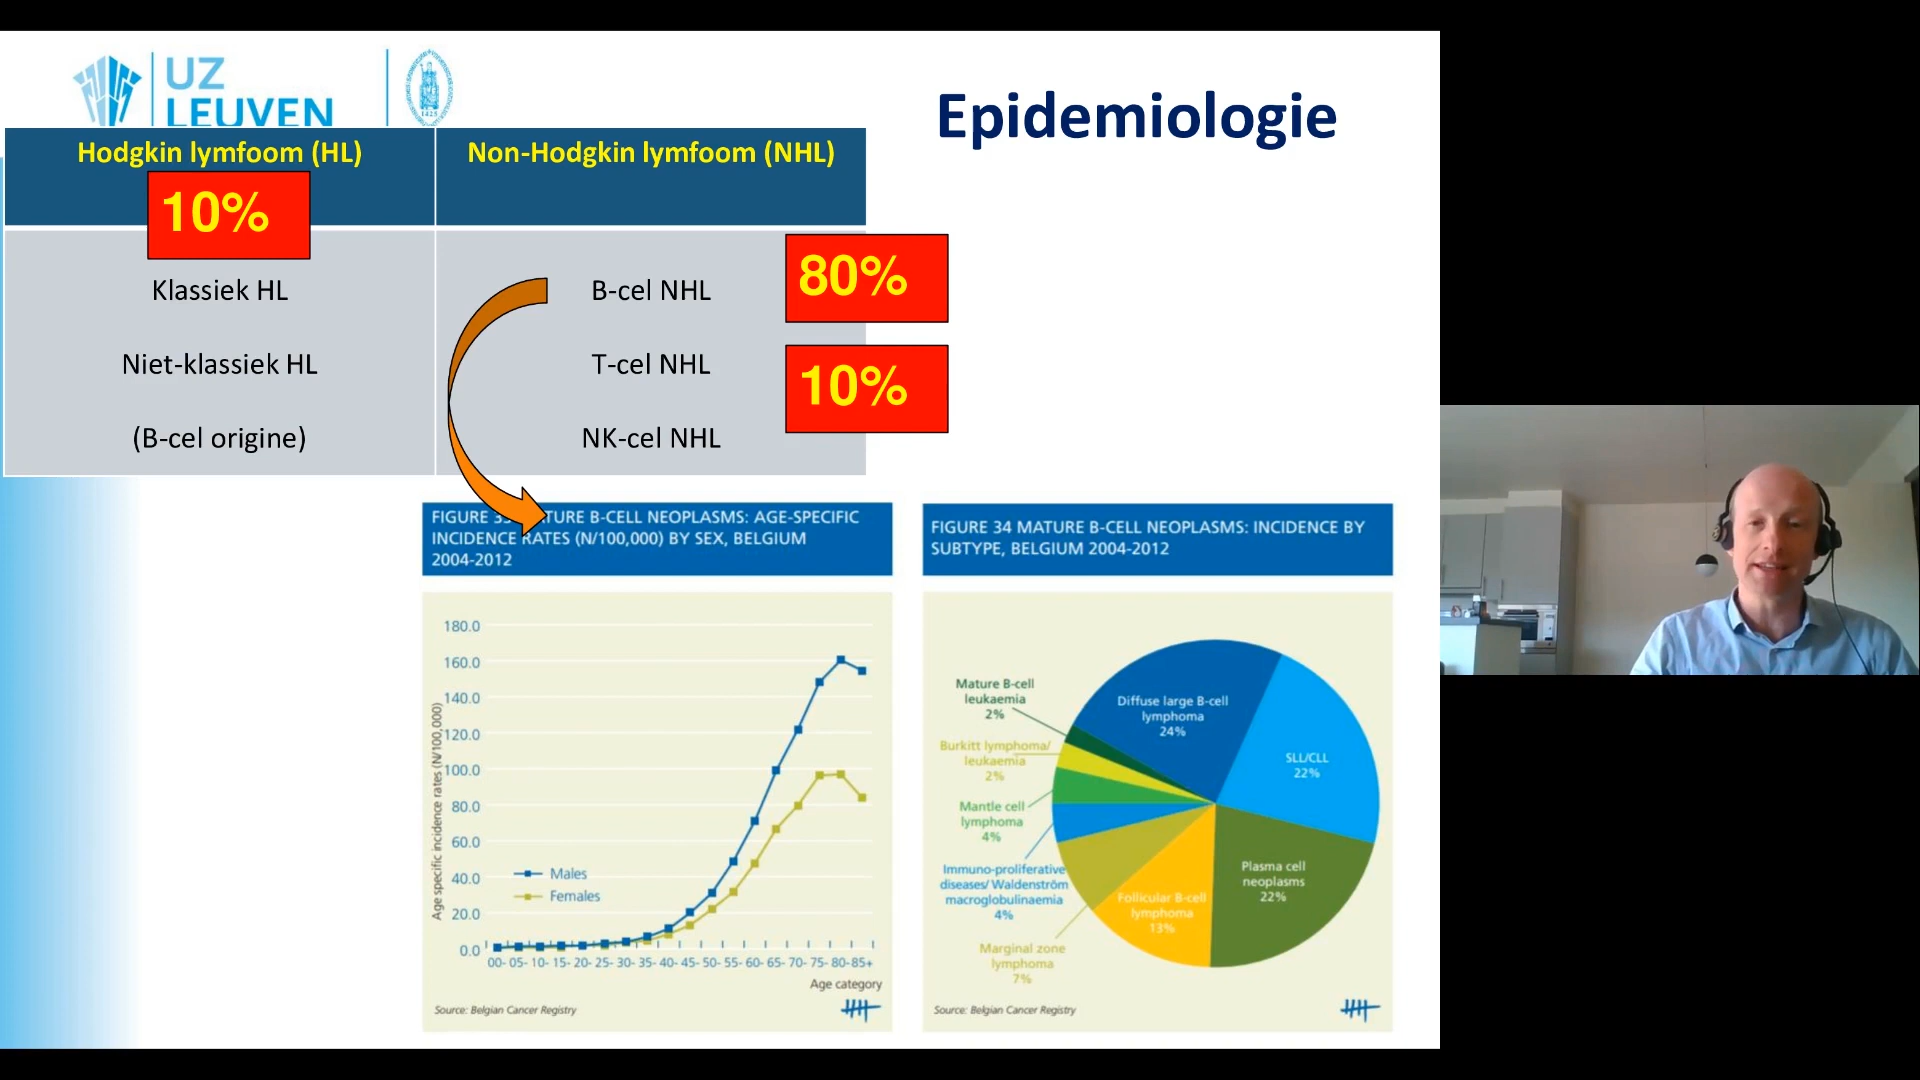 UZ
LEUVEN
1425
Epidemiologie
Hodgkin lymfoom (HL)
10%
Non-Hodgkin lymfoom (NHL)
Klassiek HL
Niet-klassiek HL
(B-cel origine)
B-cel NHL
80%
T-cel NHL
10%
NK-cel NHL
FIGURE TURE B-CELL NEOPLASMS: AGE-SPECIFIC
INCIDENCE RATES (N/100,000) BY SEX, BELGIUM
2004-2012
Age specific incidence rates (N/100,000)
180.0
160.0
140.0
120.0
100.0
80.0
60.0
40.0
20.0
0.0
Males
Females
00- 05- 10- 15- 20- 25- 30- 35- 40- 45- 50- 55- 60- 65- 70- 75- 80- 85+
Age category
Source: Belgian Cancer Registry
FIGURE 34 MATURE B-CELL NEOPLASMS: INCIDENCE BY
SUBTYPE, BELGIUM 2004-2012
Diffuse large B-cell
lymphoma
24%
SLL/CLL
22%
Plasma cell
neoplasms
22%
Follicular B-cell
lymphoma
13%
Marginal zone
lymphoma
7%
Immuno-proliferative
diseases/ Waldenström
macroglobulinaemia
4%
Mantle cell
lymphoma
4%
Burkitt lymphoma/
leukaemia
2%
Mature B-cell
leukaemia
2%
Source: Belgian Cancer Registry